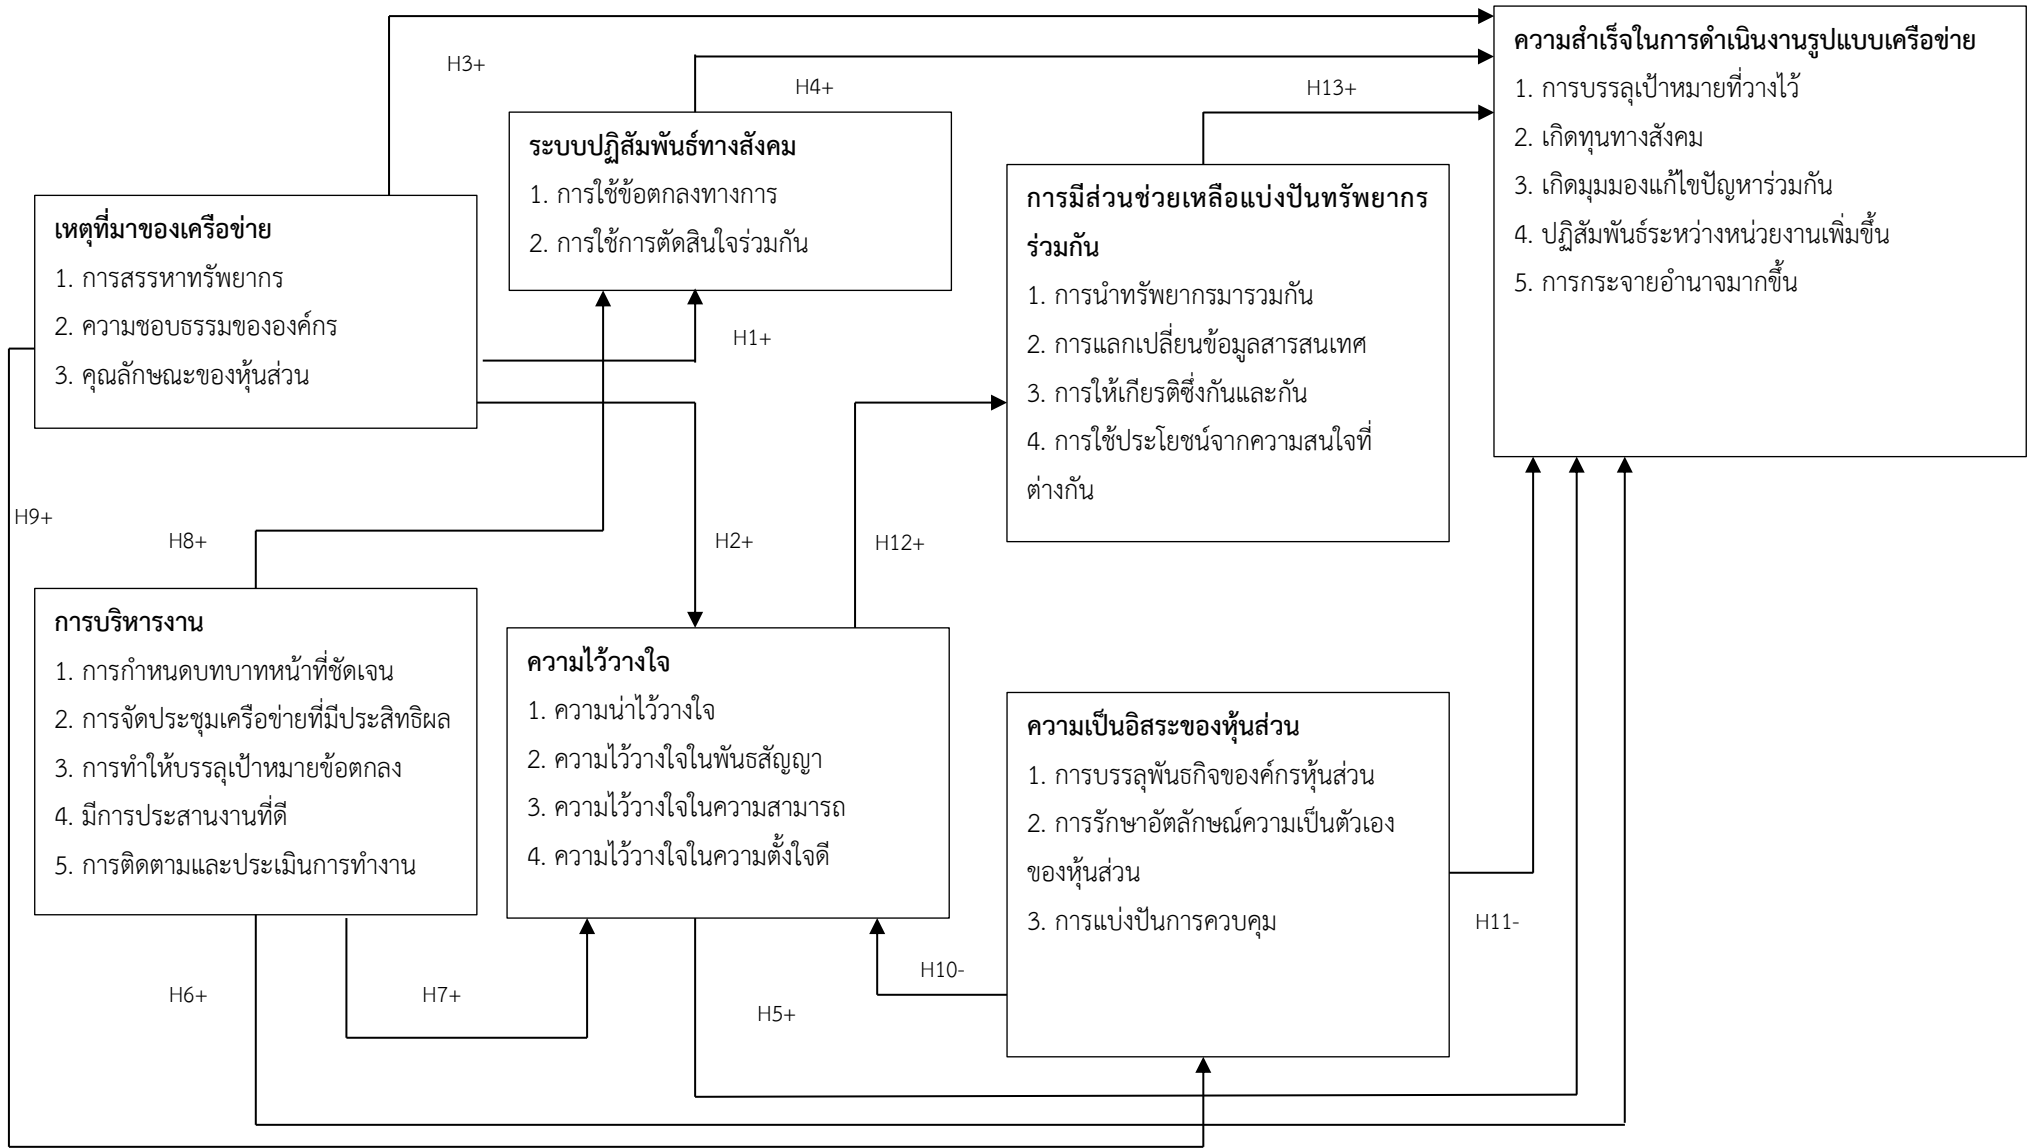 ความสำเร็จในการดำเนินงานรูปแบบเครือข่าย
1. การบรรลุเป้าหมายที่วางไว้
2. เกิดทุนทางสังคม
3. เกิดมุมมองแก้ไขปัญหาร่วมกัน
4. ปฏิสัมพันธ์ระหว่างหน่วยงานเพิ่มขึ้น
5. การกระจายอำนาจมากขึ้น
H3+
H4+
H13+
ระบบปฏิสัมพันธ์ทางสังคม
1. การใช้ข้อตกลงทางการ
2. การใช้การตัดสินใจร่วมกัน
การมีส่วนช่วยเหลือแบ่งปันทรัพยากร
ร่วมกัน
1. การนำทรัพยากรมารวมกัน
2. การแลกเปลี่ยนข้อมูลสารสนเทศ
3. การให้เกียรติซึ่งกันและกัน
4. การใช้ประโยชน์จากความสนใจที่
ต่างกัน
เหตุที่มาของเครือข่าย
1. การสรรหาทรัพยากร
2. ความชอบธรรมขององค์กร
3. คุณลักษณะของหุ้นส่วน
H1+
H9+
H8+
H2+
H12+
การบริหารงาน
1. การกำหนดบทบาทหน้าที่ชัดเจน
2. การจัดประชุมเครือข่ายที่มีประสิทธิผล
3. การทำให้บรรลุเป้าหมายข้อตกลง
4. มีการประสานงานที่ดี
5. การติดตามและประเมินการทำงาน
ความไว้วางใจ
1. ความน่าไว้วางใจ
2. ความไว้วางใจในพันธสัญญา
3. ความไว้วางใจในความสามารถ
4. ความไว้วางใจในความตั้งใจดี
ความเป็นอิสระของหุ้นส่วน
1. การบรรลุพันธกิจขององค์กรหุ้นส่วน
2. การรักษาอัตลักษณ์ความเป็นตัวเอง
ของหุ้นส่วน
3. การแบ่งปันการควบคุม
H11-
H10-
H6+
H7+
H5+